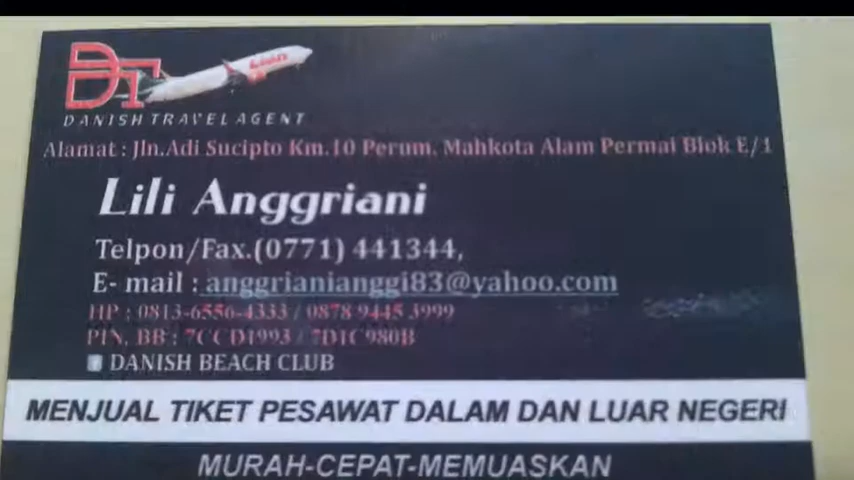 DT
Lion
DANISH TRAVEL AGENT
Alamat : Jln.Adi Sucipto Km.10 Perum. Mahkota Alam Permai Blok E/1
Lili Anggriani
Telpon/Fax.(0771) 441344,
E- mail : anggrianianggi83@yahoo.com
HP : 0813-6556-4333 / 0878 9445 3999
PIN. BB : 7CCD1993 / 7D1C980B
f DANISH BEACH CLUB
MENJUAL TIKET PESAWAT DALAM DAN LUAR NEGERI
MURAH-CEPAT-MEMUASKAN